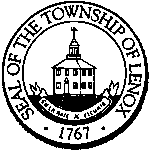 SEAL OF THE TOWNSHIP OF LENOX
• 1767 •